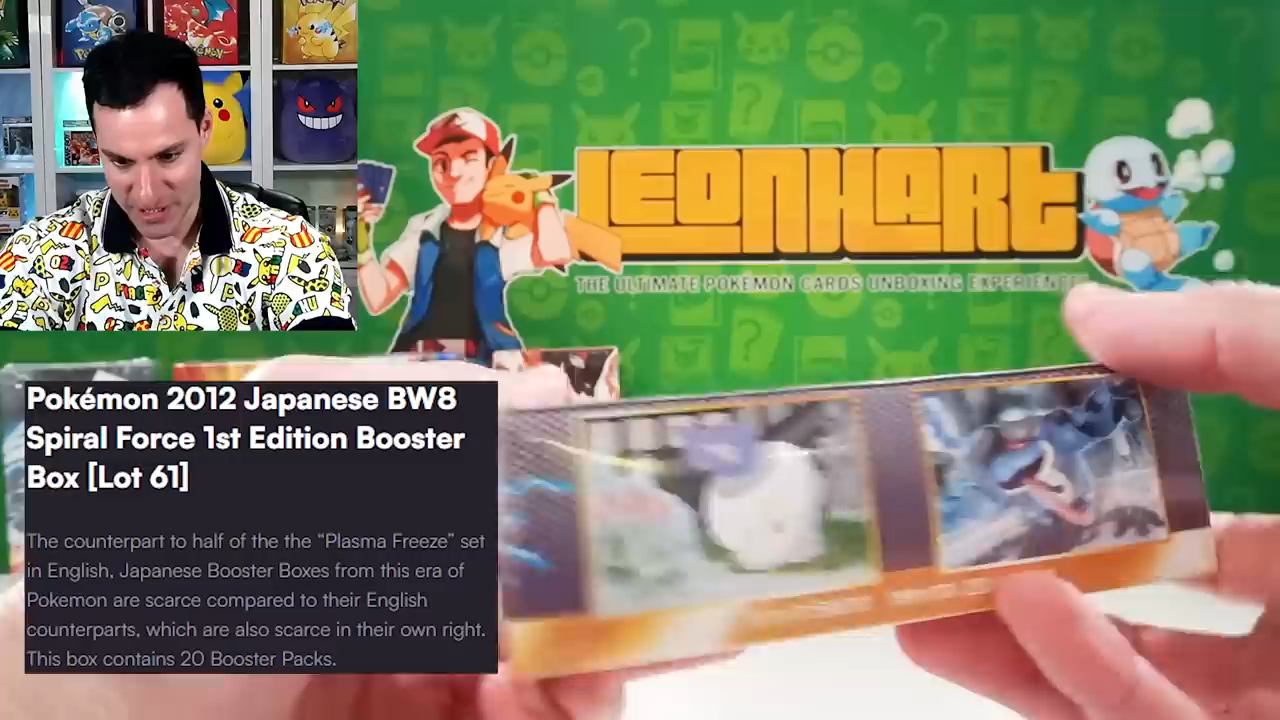 LEONHART
THE ULTIMATE POKEMON CARDS UNBOXING EXPERIENCE
Pokémon 2012 Japanese BW8
Spiral Force 1st Edition Booster
Box [Lot 61]
The counterpart to half of the the “Plasma Freeze” set
in English, Japanese Booster Boxes from this era of
Pokemon are scarce compared to their English
counterparts, which are also scarce in their own right.
This box contains 20 Booster Packs.